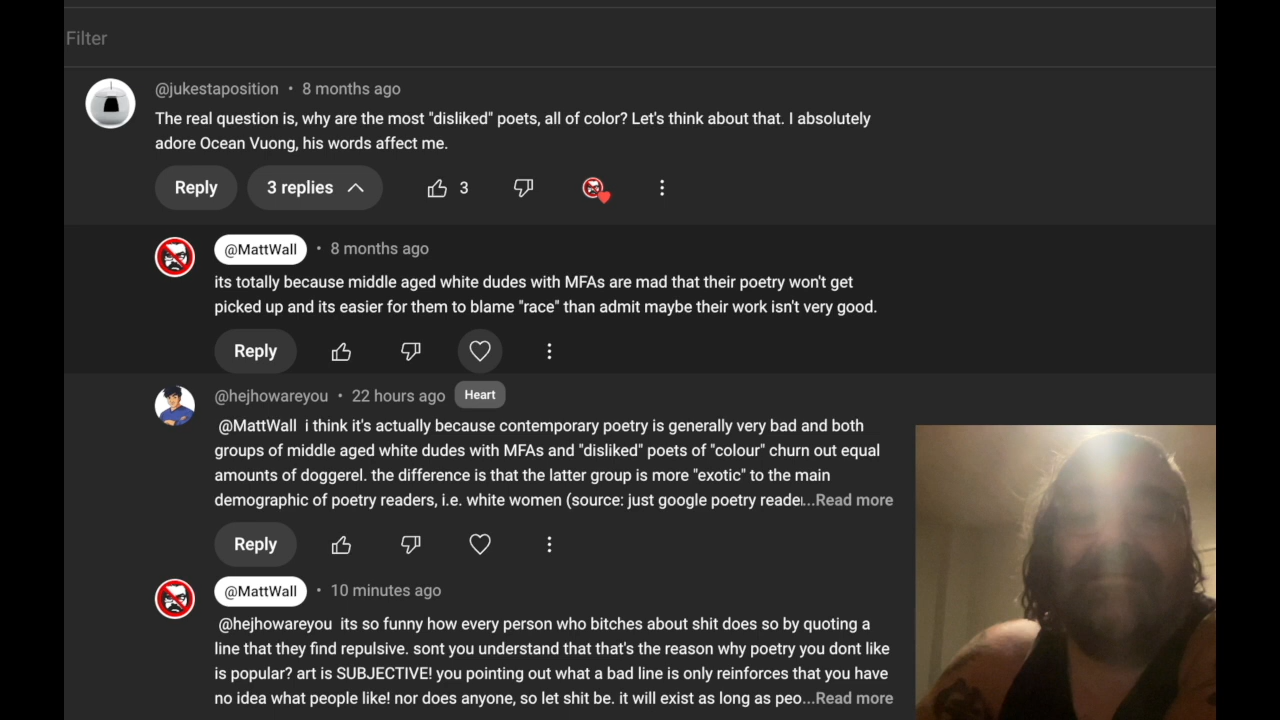 Filter
@jukestaposition • 8 months ago
The real question is, why are the most "disliked" poets, all of color? Let's think about that. I absolutely
adore Ocean Vuong, his words affect me.
Reply 3 replies 3
@MattWall • 8 months ago
its totally because middle aged white dudes with MFAs are mad that their poetry won't get
picked up and its easier for them to blame "race" than admit maybe their work isn't very good.
Reply
@hejhowareyou • 22 hours ago Heart
@MattWall i think it's actually because contemporary poetry is generally very bad and both
groups of middle aged white dudes with MFAs and "disliked" poets of "colour" churn out equal
amounts of doggerel. the difference is that the latter group is more "exotic" to the main
demographic of poetry readers, i.e. white women (source: just google poetry reade...Read more
Reply
@MattWall • 10 minutes ago
@hejhowareyou its so funny how every person who bitches about shit does so by quoting a
line that they find repulsive. sont you understand that that's the reason why poetry you dont like
is popular? art is SUBJECTIVE! you pointing out what a bad line is only reinforces that you have
no idea what people like! nor does anyone, so let shit be. it will exist as long as peo...Read more